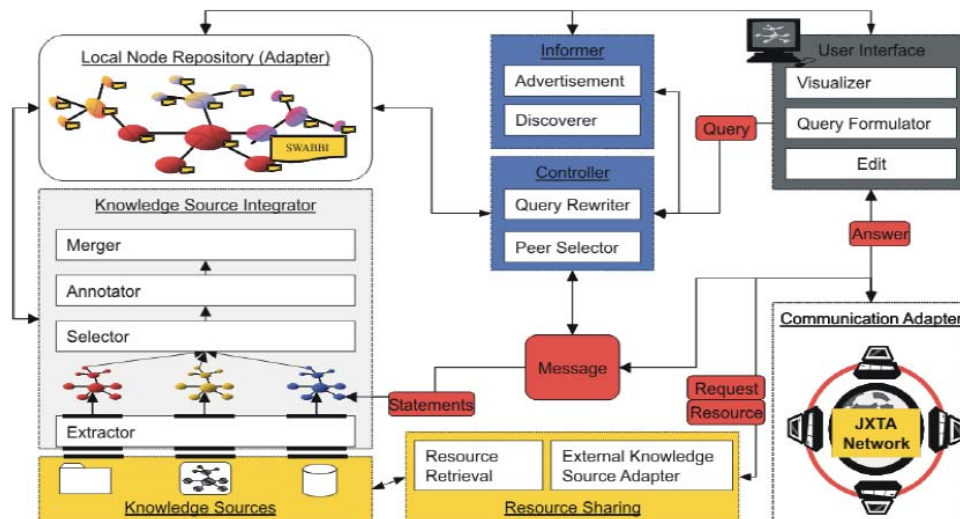 Local Node Repository (Adapter)
SWABBI
Informer
Advertisement
Discoverer
User Interface
Visualizer
Query Formulator
Edit
Query
Controller
Query Rewriter
Peer Selector
Knowledge Source Integrator
Merger
Annotator
Selector
Extractor
Answer
Message
Statements
Request
Resource
Communication Adapter
JXTA
Network
Knowledge Sources
Resource
Retrieval
External Knowledge
Source Adapter
Resource Sharing